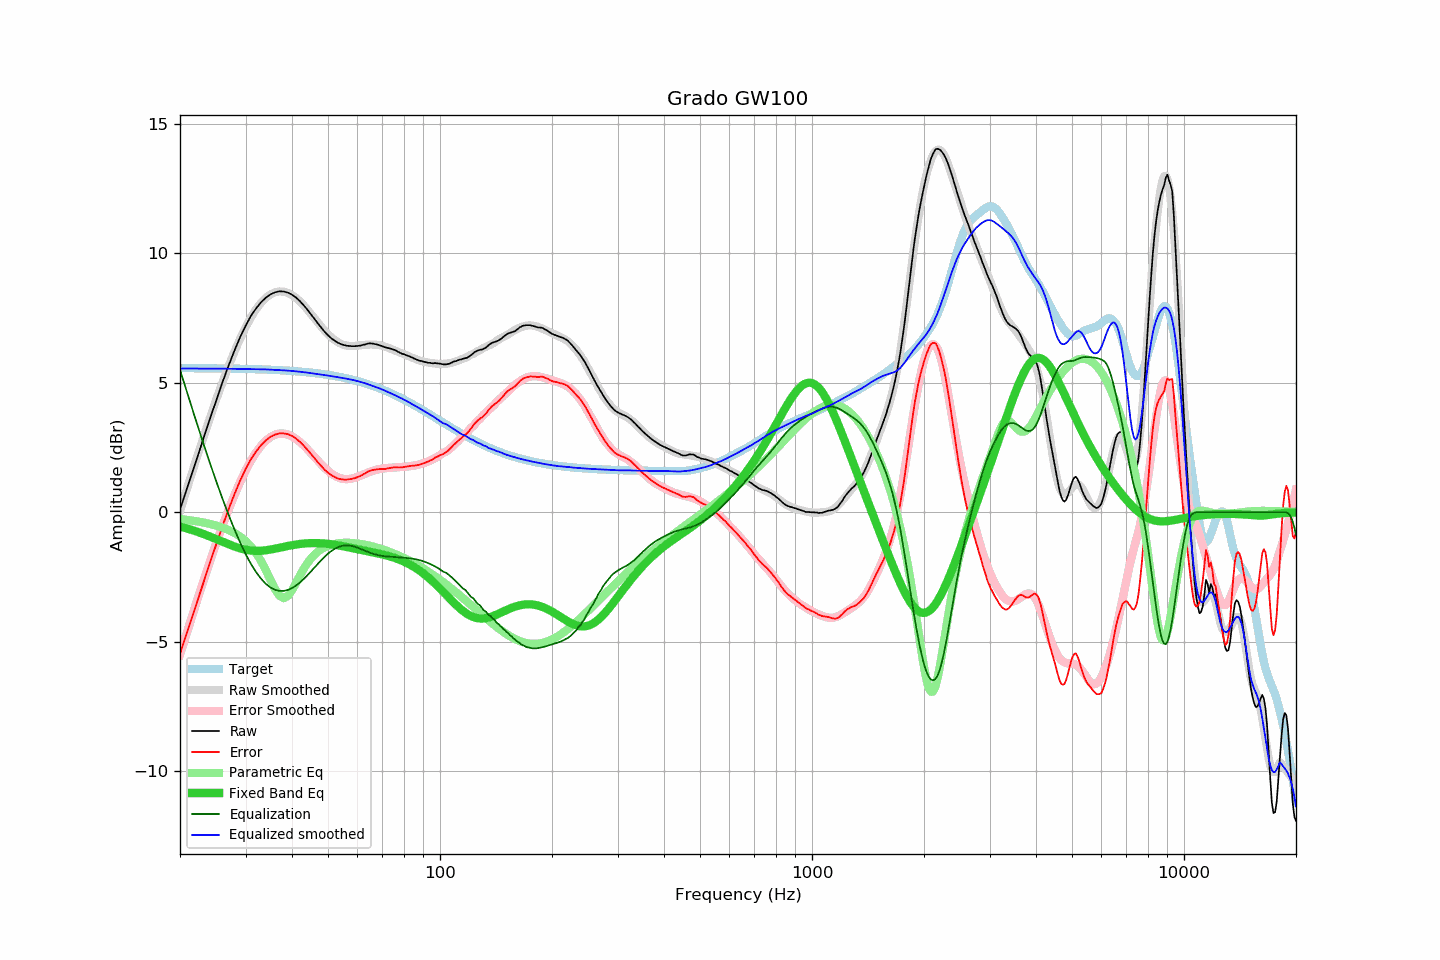 Grado GW100
Amplitude (dBr)
15
10
5
0
−5
−10
Target
Raw Smoothed
Error Smoothed
Raw
Error
Parametric Eq
Fixed Band Eq
Equalization
Equalized smoothed
100
1000
10000
Frequency (Hz)